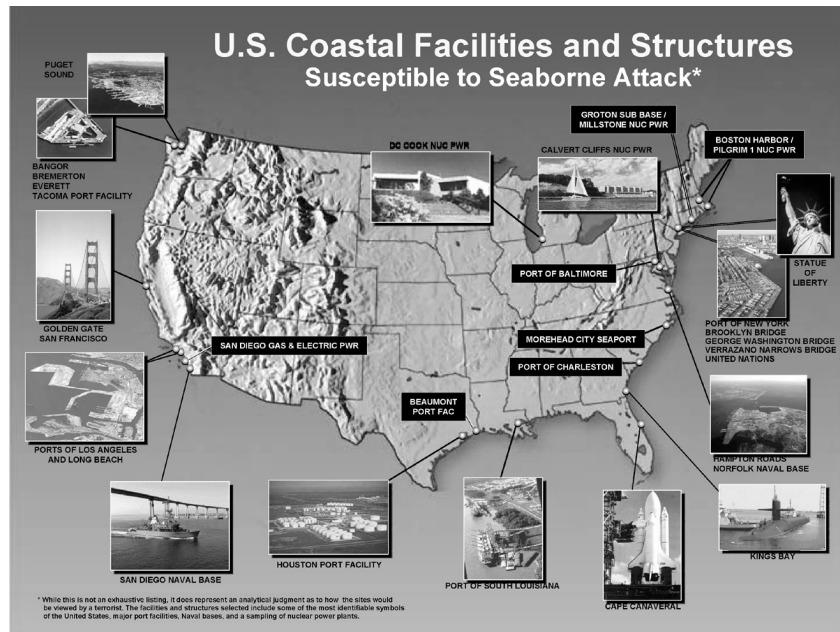 U.S. Coastal Facilities and Structures
Susceptible to Seaborne Attack*
PUGET
SOUND
BANGOR
BREMERTON
EVERETT
TACOMA PORT FACILITY
DC COOK NUC PWR
CALVERT CLIFFS NUC PWR
GROTON SUB BASE /
MILLSTONE NUC PWR
BOSTON HARBOR /
PILGRIM 1 NUC PWR
STATUE
OF
LIBERTY
GOLDEN GATE
SAN FRANCISCO
PORT OF BALTIMORE
PORT OF NEW YORK
BROOKLYN BRIDGE
GEORGE WASHINGTON BRIDGE
VERRAZANO NARROWS BRIDGE
UNITED NATIONS
SAN DIEGO GAS & ELECTRIC PWR
MOREHEAD CITY SEAPORT
PORT OF CHARLESTON
BEAUMONT
PORT FAC
PORTS OF LOS ANGELES
AND LONG BEACH
HAMPTON ROADS
NORFOLK NAVAL BASE
SAN DIEGO NAVAL BASE
HOUSTON PORT FACILITY
PORT OF SOUTH LOUISIANA
CAPE CANAVERAL
KINGS BAY
* While this is not an exhaustive listing, it does represent an analytical judgment as to how the sites would
be viewed by a terrorist. The facilities and structures selected include some of the most identifiable symbols
of the United States, major port facilities, Naval bases, and a sampling of nuclear power plants.